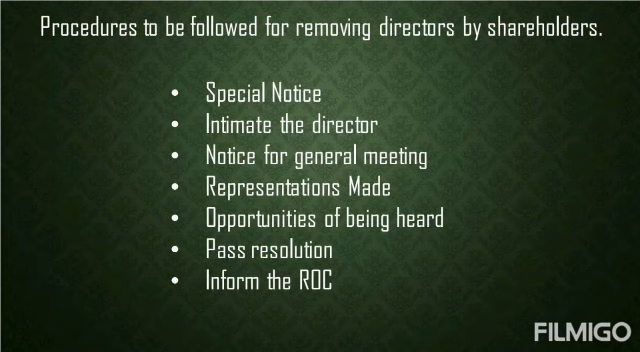 Procedures to be followed for removing directors by shareholders.
• Special Notice
• Intimate the director
• Notice for general meeting
• Representations Made
• Opportunities of being heard
• Pass resolution
• Inform the ROC
FILMIGO